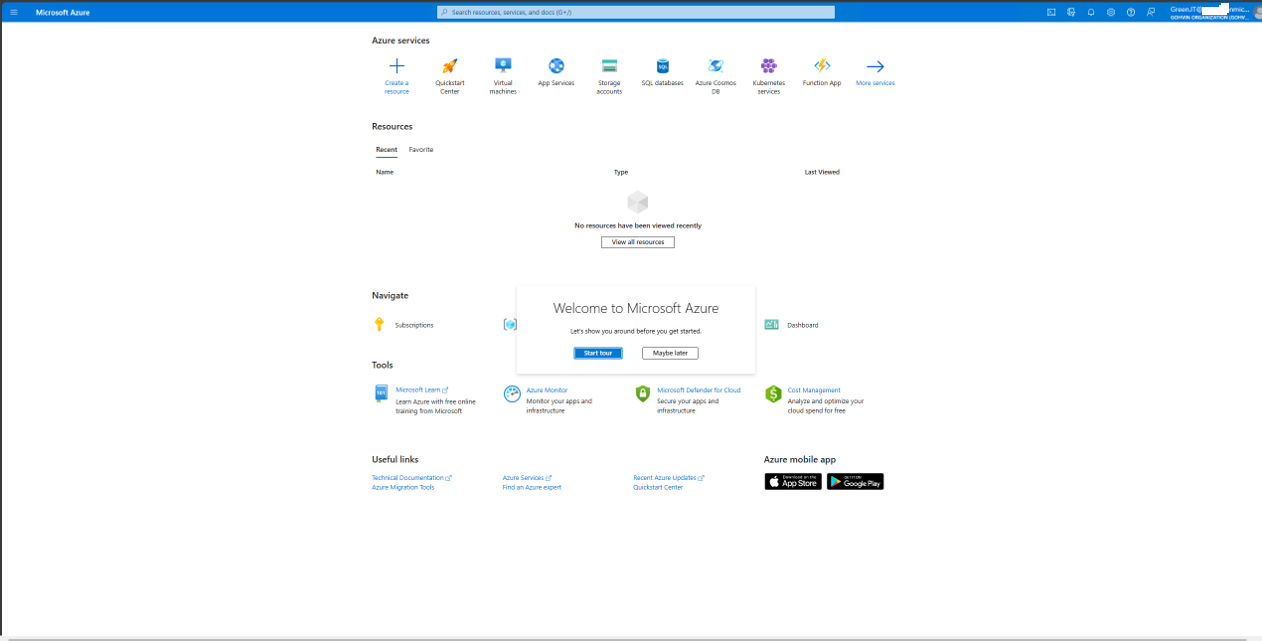 Microsoft Azure
Search resources, services, and docs (G+/)
GreenJT@
nmic...
GOHVIN ORGANIZATION (GOHV...
Azure services
Create a
resource
Quickstart
Center
Virtual
machines
App Services
Storage
accounts
SQL databases
Azure Cosmos
DB
Kubernetes
services
Function App
More services
Resources
Recent
Favorite
Name
Type
Last Viewed
No resources have been viewed recently
View all resources
Navigate
Subscriptions
Dashboard
Welcome to Microsoft Azure
Let's show you around before you get started.
Start tour
Maybe later
Tools
Microsoft Learn
Learn Azure with free online
training from Microsoft
Azure Monitor
Monitor your apps and
infrastructure
Microsoft Defender for Cloud
Secure your apps and
infrastructure
Cost Management
Analyze and optimize your
cloud spend for free
Useful links
Technical Documentation
Azure Services
Recent Azure Updates
Azure Migration Tools
Find an Azure expert
Quickstart Center
Azure mobile app
Download on the
App Store
GET IT ON
Google Play